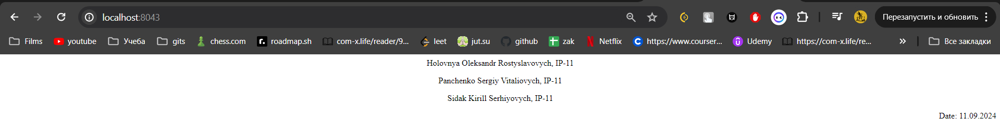 localhost:8043
Перезапустить и обновить
Films youtube Учеба gits chess.com roadmap.sh com-x.life/reader/9... leet jut.su github zak Netflix https://www.courser... Udemy https://com-x.life/re... » Все закладки
Holovnya Oleksandr Rostyslavovych, IP-11
Panchenko Sergiy Vitaliovych, IP-11
Sidak Kirill Serhiyovych, IP-11
Date: 11.09.2024